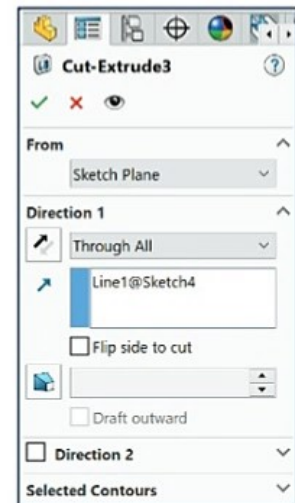 Cut-Extrude3
?
From
Sketch Plane
Direction 1
Through All
Line1@Sketch4
Flip side to cut
Draft outward
Direction 2
Selected Contours